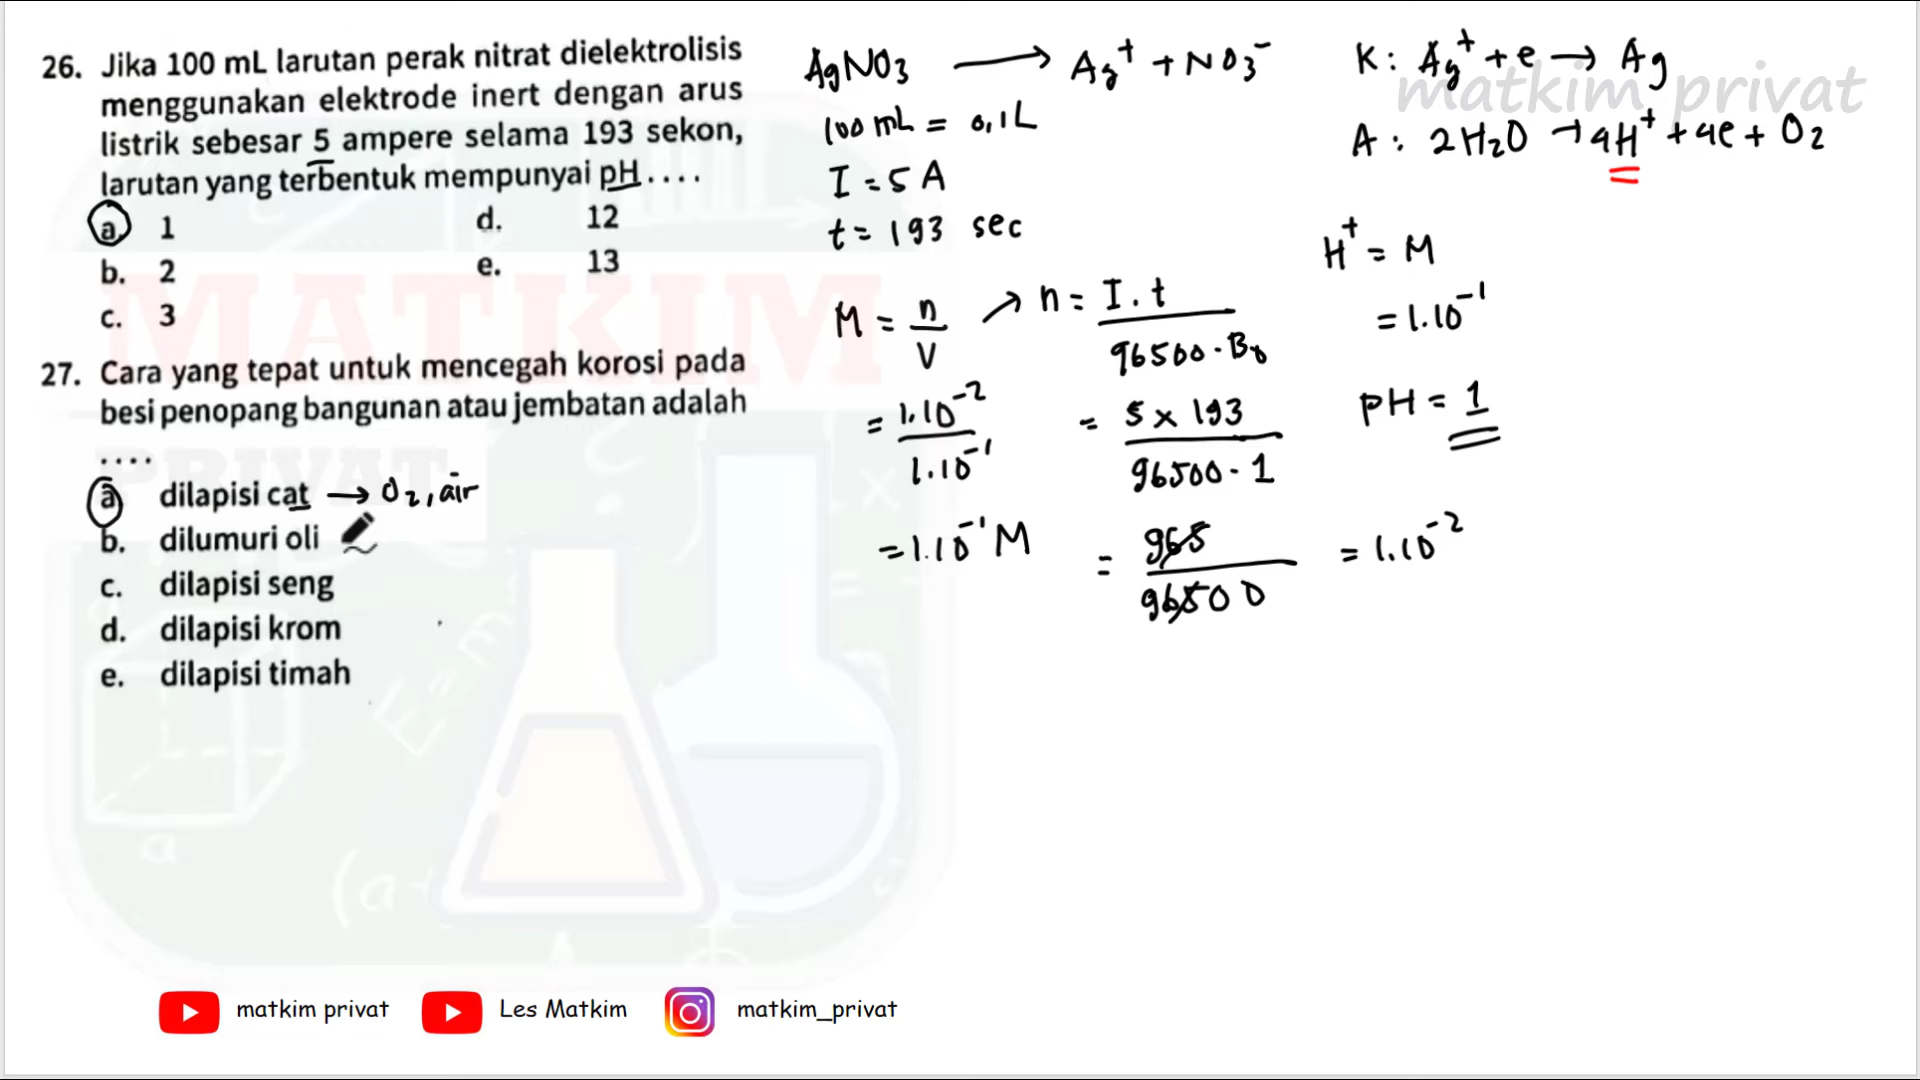 26. Jika 100 mL larutan perak nitrat dielektrolisis
menggunakan elektrode inert dengan arus
listrik sebesar 5 ampere selama 193 sekon,
larutan yang terbentuk mempunyai pH . . . .
a. 1
d. 12
b. 2
e. 13
c. 3
27. Cara yang tepat untuk mencegah korosi pada
besi penopang bangunan atau jembatan adalah
. . . .
a dilapisi cat → O₂, air
b. dilumuri oli
c. dilapisi seng
d. dilapisi krom
e. dilapisi timah
AgNO₃ → Ag⁺ + NO₃⁻
100 mL = 0,1 L
I = 5 A
t = 193 sec
M = n/V → n = I . t / 96500 . B₀
= 1.10⁻² / 1.10⁻¹
= 5 x 193 / 96500 . 1
= 1.10⁻¹ M
= 965 / 96500 = 1.10⁻²
K : Ag⁺ + e → Ag
A : 2H₂O → 4H⁺ + 4e + O₂
H⁺ = M
= 1.10⁻¹
pH = 1
matkim privat
MATKIM
PRIVAT
E = m
a
(a+
matkim privat
Les Matkim
matkim_privat